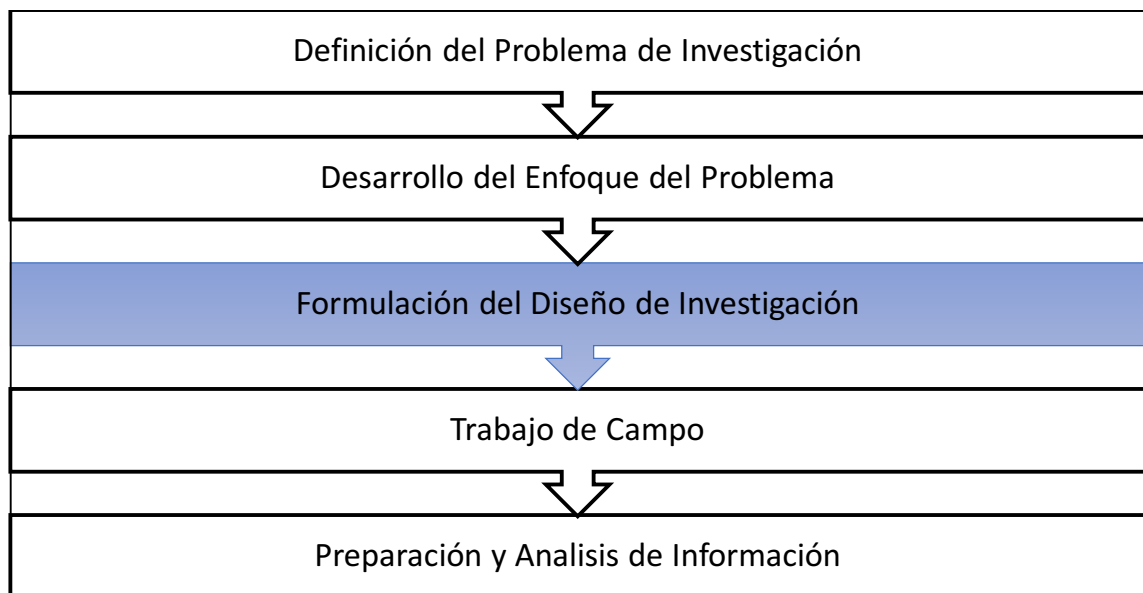 Definición del Problema de Investigación
Desarrollo del Enfoque del Problema
Formulación del Diseño de Investigación
Trabajo de Campo
Preparación y Analisis de Información